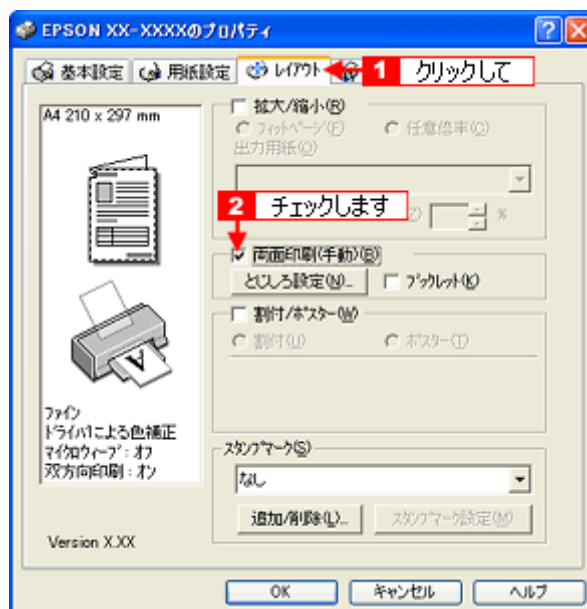 EPSON XX-XXXXのプロパティ
基本設定 用紙設定 レイアウト 1 クリックして
A4 210 x 297 mm
拡大/縮小(R)
フィットページ(F) 任意倍率(C)
出力用紙(O)
2 チェックします (Z) %
両面印刷(手動)(B)
とじしろ設定(N)... ブックレット(K)
割付/ポスター(W)
割付(U) ポスター(T)
ファイン
ドライバによる色補正
マイクロウィーブ：オフ
双方向印刷：オン
スタンプマーク(S)
なし
追加/削除(L)... スタンプマーク設定(M)
Version X.XX
OK キャンセル ヘルプ